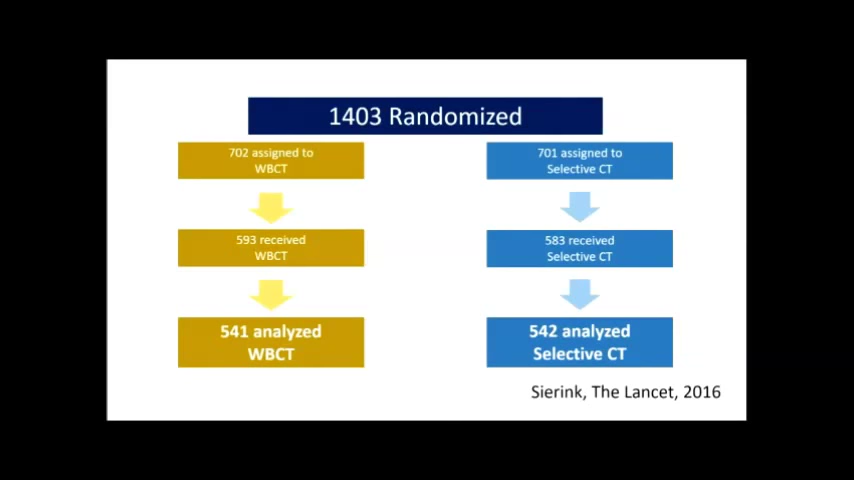 1403 Randomized
702 assigned to
WBCT
701 assigned to
Selective CT
593 received
WBCT
583 received
Selective CT
541 analyzed
WBCT
542 analyzed
Selective CT
Sierink, The Lancet, 2016